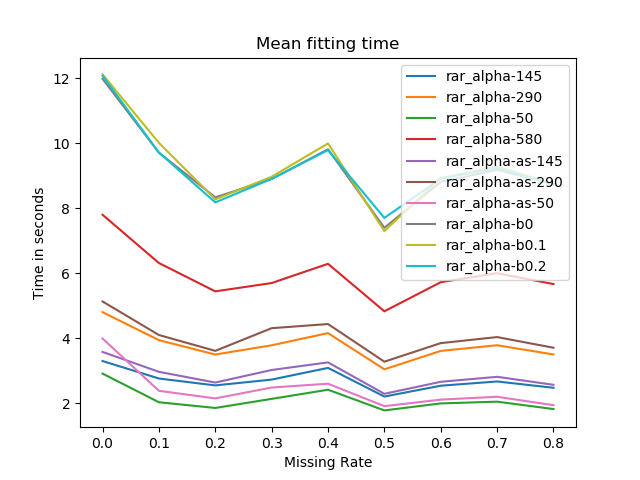 Mean fitting time
Time in seconds
12
10
8
6
4
2
rar_alpha-145
rar_alpha-290
rar_alpha-50
rar_alpha-580
rar_alpha-as-145
rar_alpha-as-290
rar_alpha-as-50
rar_alpha-b0
rar_alpha-b0.1
rar_alpha-b0.2
0.0 0.1 0.2 0.3 0.4 0.5 0.6 0.7 0.8
Missing Rate